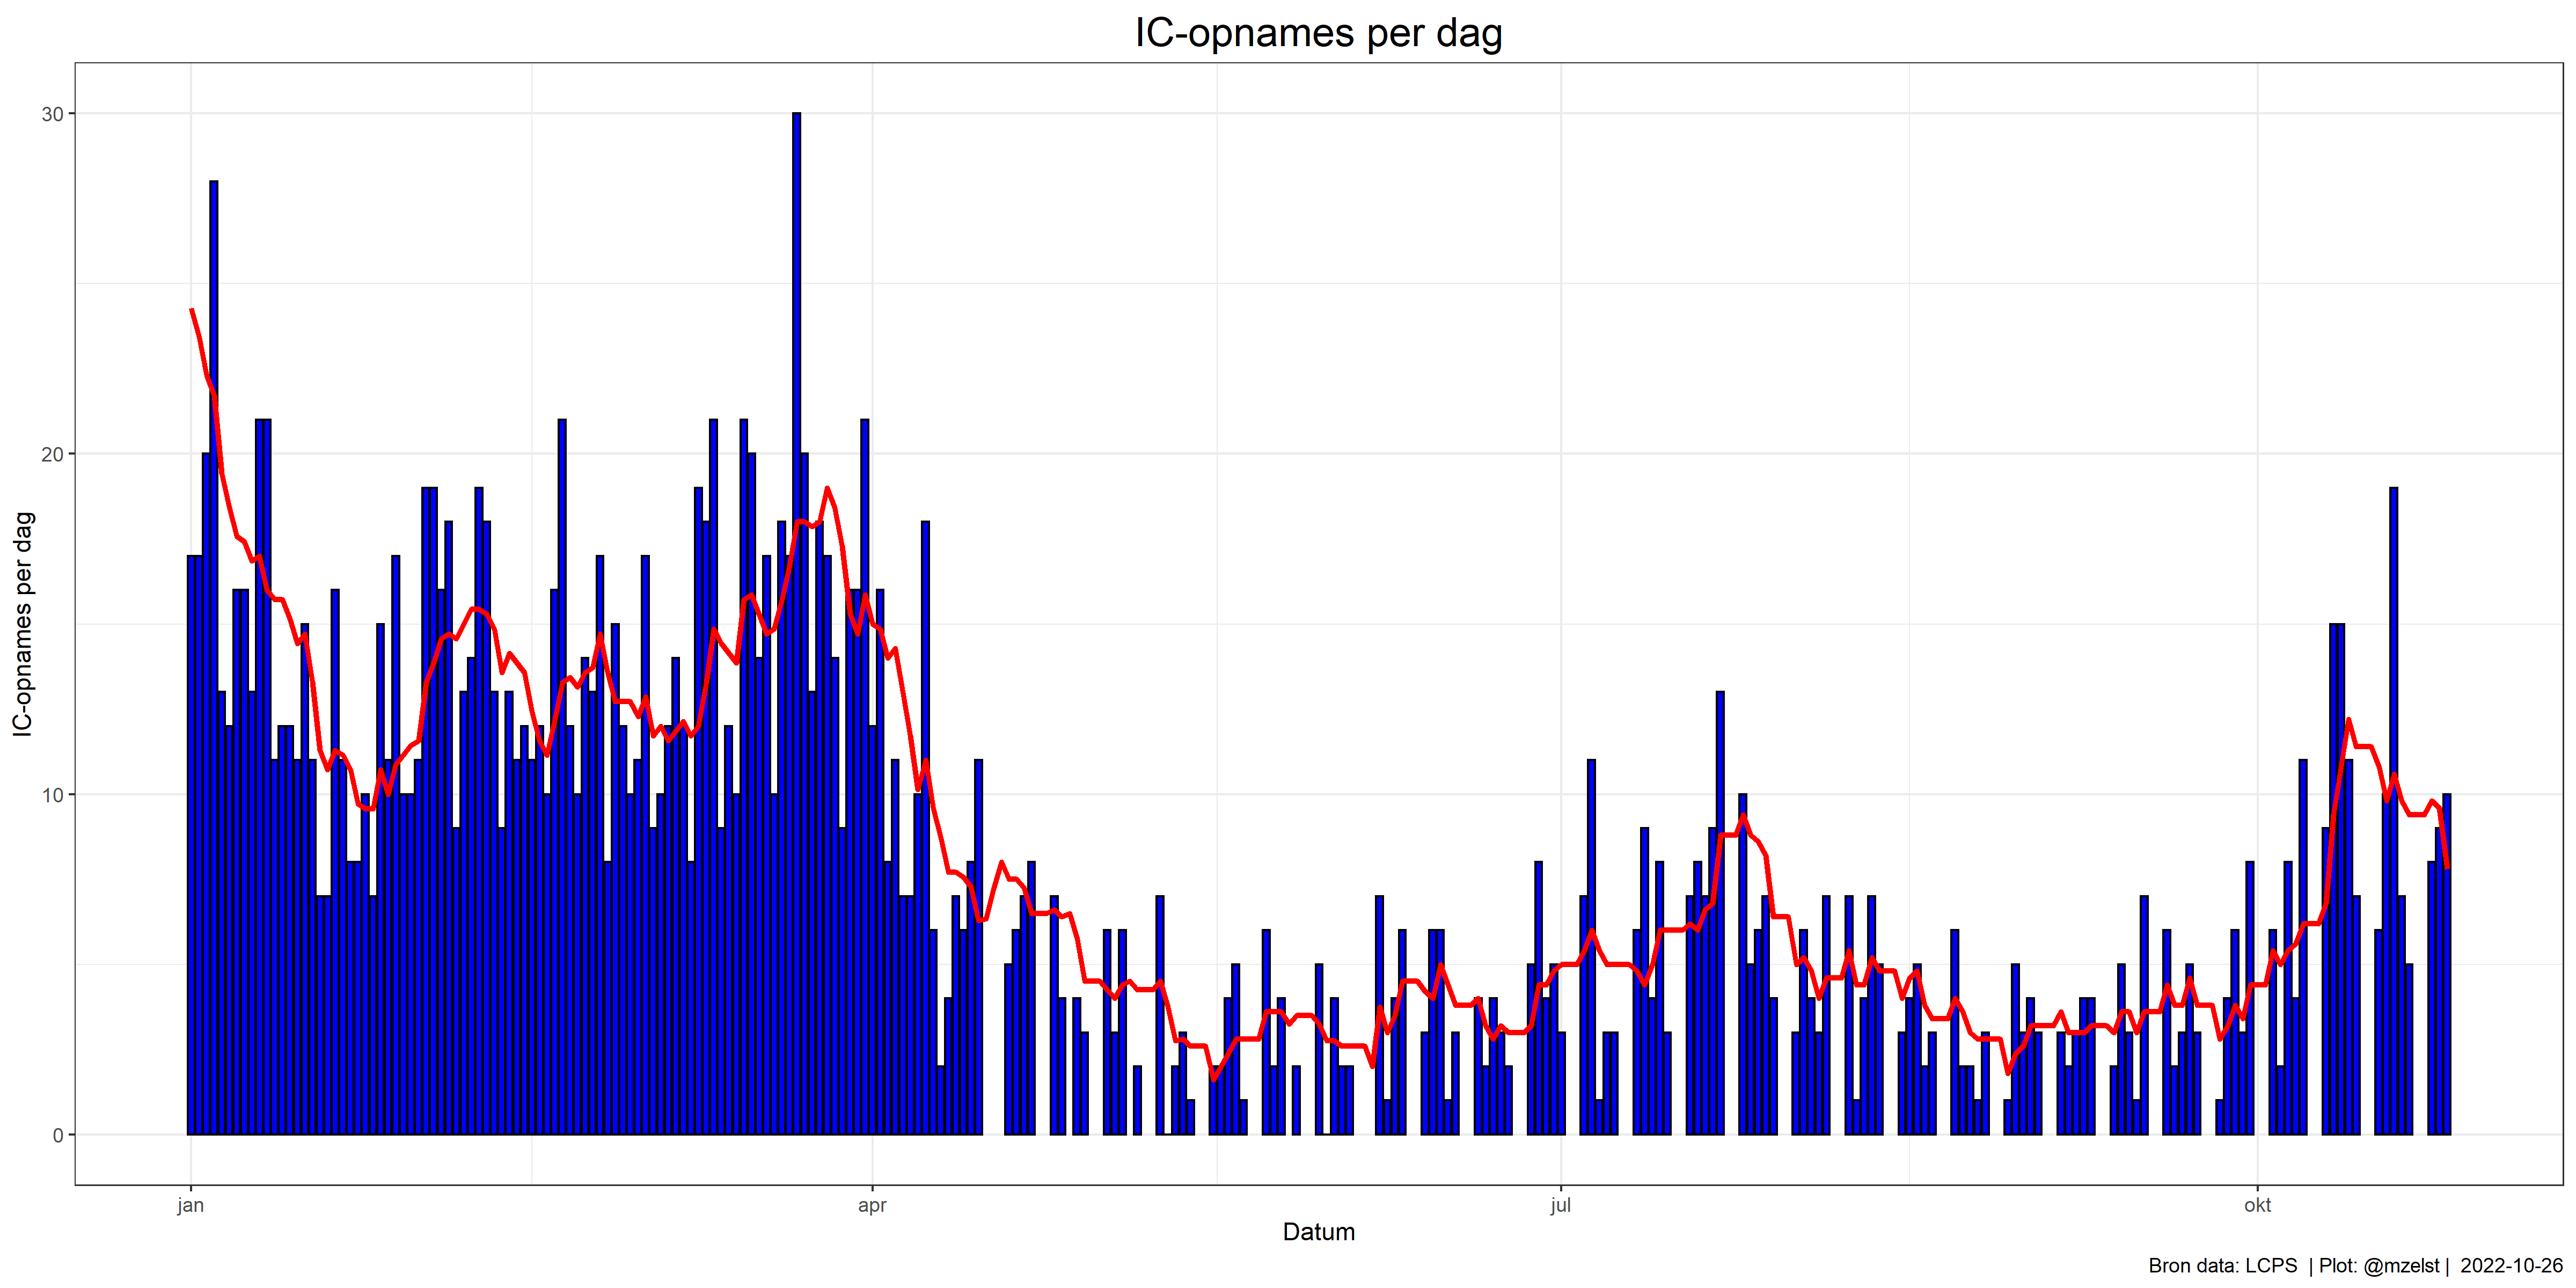 IC-opnames per dag
IC-opnames per dag
30
20
10
0
jan apr jul okt
Datum
Bron data: LCPS | Plot: @mzelst | 2022-10-26